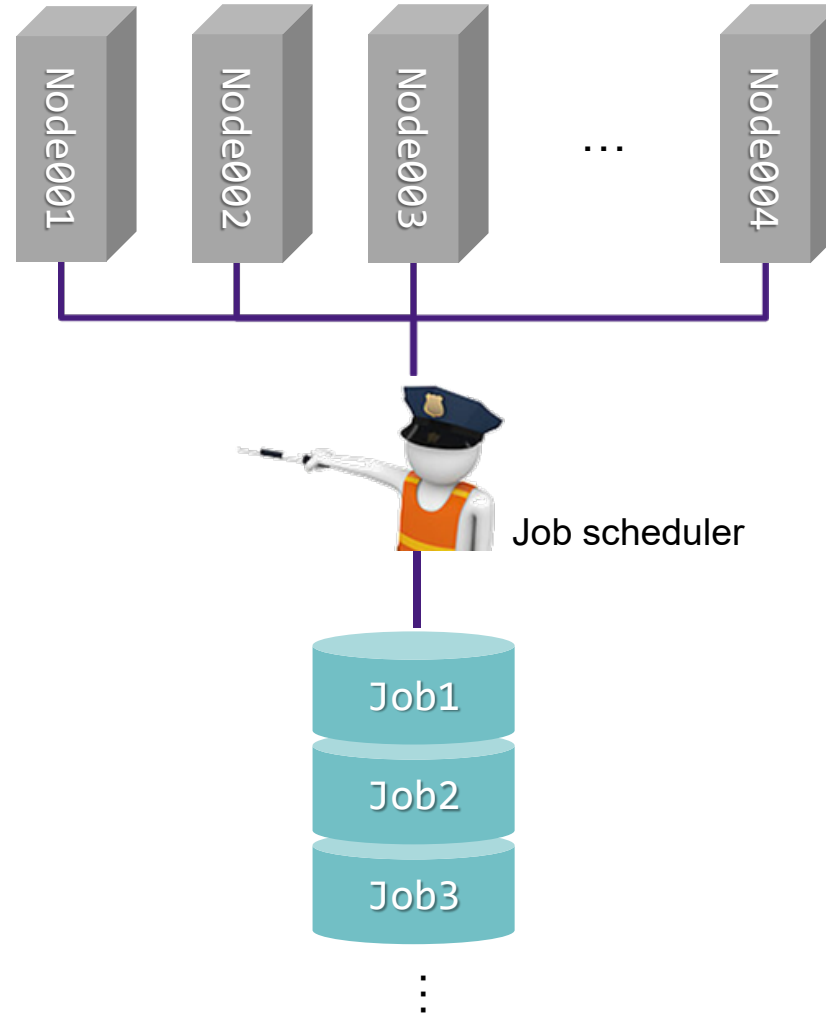 Node001
Node002
Node003
...
Node004
Job scheduler
Job1
Job2
Job3
⋮